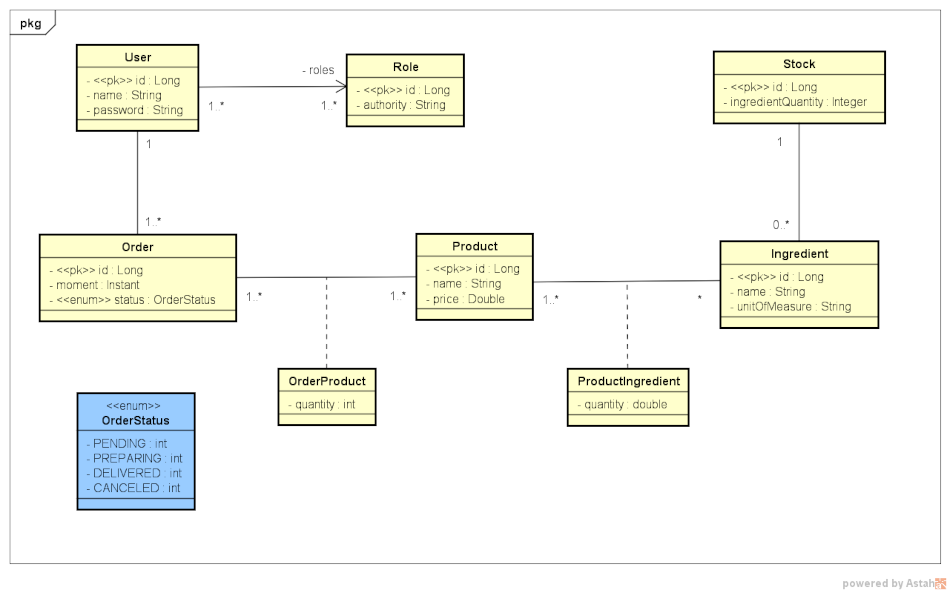 pkg
User
- <<pk>> id : Long
- name : String
- password : String
- roles
1..*
1..*
Role
- <<pk>> id : Long
- authority : String
Stock
- <<pk>> id : Long
- ingredientQuantity : Integer
1
1..*
1
0..*
Order
- <<pk>> id : Long
- moment : Instant
- <<enum>> status : OrderStatus
1..*
1..*
Product
- <<pk>> id : Long
- name : String
- price : Double
1..*
*
Ingredient
- <<pk>> id : Long
- name : String
- unitOfMeasure : String
OrderProduct
- quantity : int
ProductIngredient
- quantity : double
<<enum>>
OrderStatus
- PENDING : int
- PREPARING : int
- DELIVERED : int
- CANCELED : int
powered by Astah